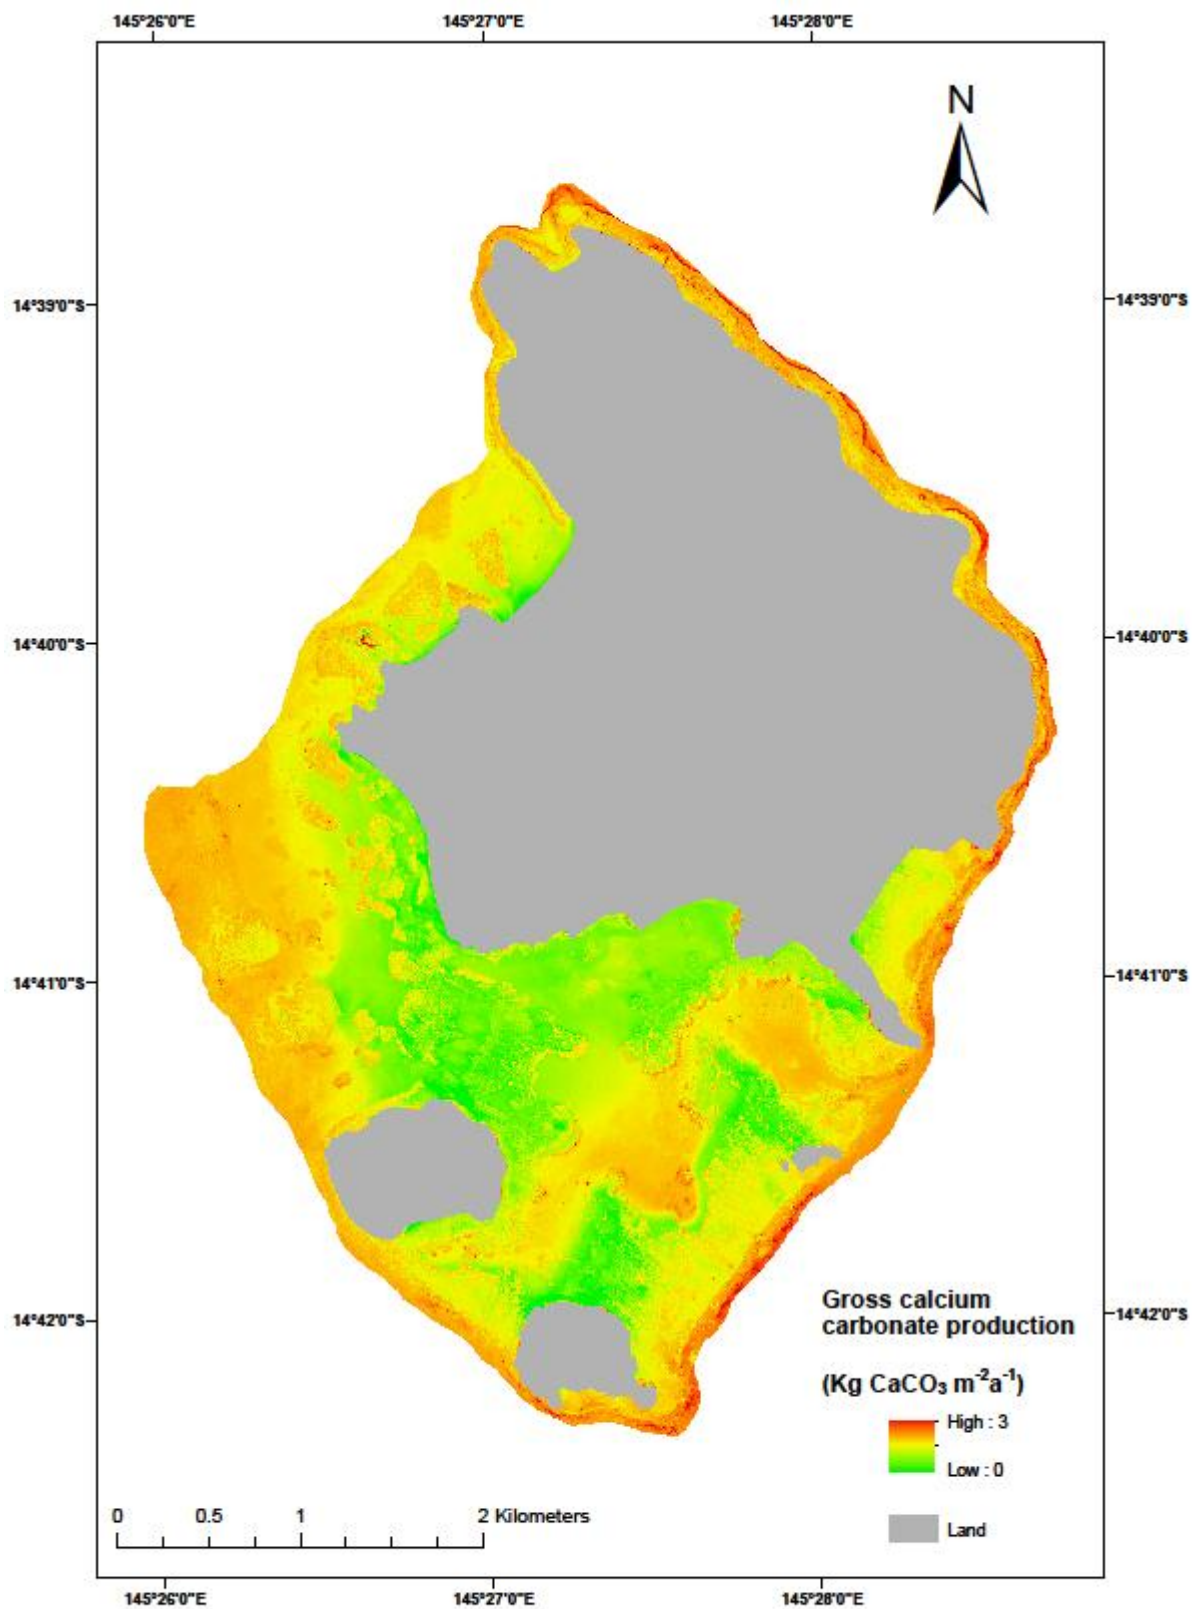 145°26'0"E 145°27'0"E 145°28'0"E
N
14°39'0"S 14°39'0"S
14°40'0"S 14°40'0"S
14°41'0"S 14°41'0"S
14°42'0"S 14°42'0"S
Gross calcium
carbonate production
(Kg CaCO₃ m⁻²a⁻¹)
High : 3
Low : 0
Land
0 0.5 1 2 Kilometers
145°26'0"E 145°27'0"E 145°28'0"E